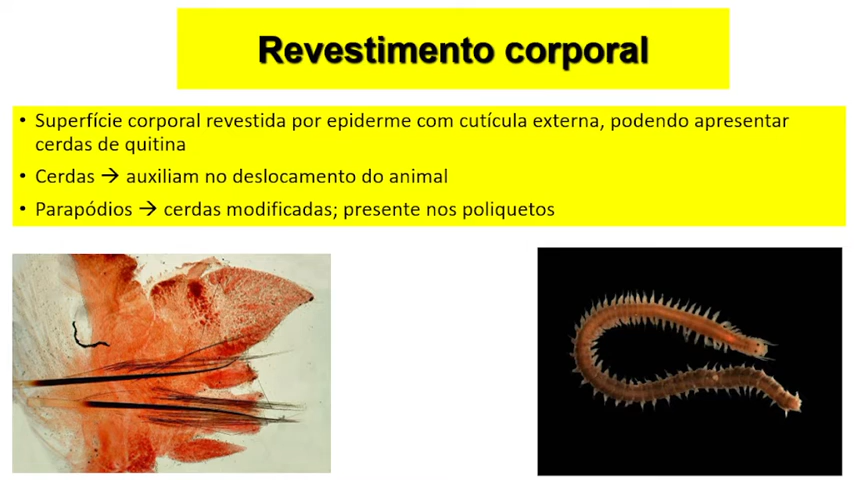 Revestimento corporal
• Superfície corporal revestida por epiderme com cutícula externa, podendo apresentar
cerdas de quitina
• Cerdas → auxiliam no deslocamento do animal
• Parapódios → cerdas modificadas; presente nos poliquetos